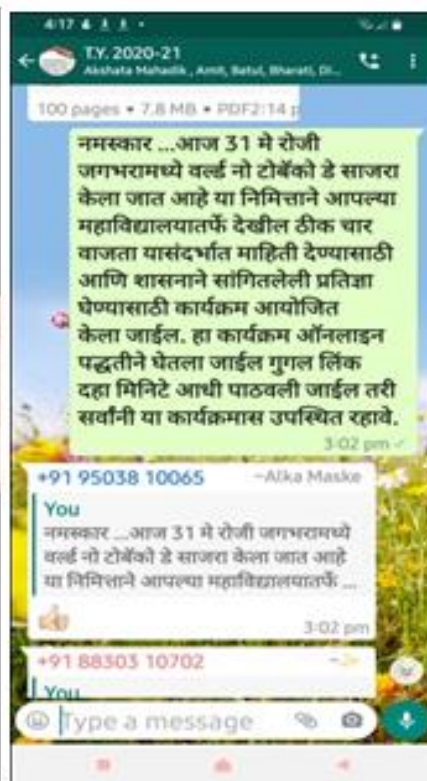 4:17
T.Y. 2020-21
Akshata Mahadik, Amit, Batul, Bharati, Di...
100 pages • 7.8 MB • PDF2:14 p
नमस्कार ...आज 31 मे रोजी
जगभरामध्ये वर्ल्ड नो टोबॅको डे साजरा
केला जात आहे या निमित्ताने आपल्या
महाविद्यालयातर्फे देखील ठीक चार
वाजता यासंदर्भात माहिती देण्यासाठी
आणि शासनाने सांगितलेली प्रतिज्ञा
घेण्यासाठी कार्यक्रम आयोजित
केला जाईल. हा कार्यक्रम ऑनलाइन
पद्धतीने घेतला जाईल गुगल लिंक
दहा मिनिटे आधी पाठवली जाईल तरी
सर्वांनी या कार्यक्रमास उपस्थित रहावे.
3:02 pm
+91 95038 10065 ~Alka Maske
You
नमस्कार ...आज 31 मे रोजी जगभरामध्ये
वर्ल्ड नो टोबॅको डे साजरा केला जात आहे
या निमित्ताने आपल्या महाविद्यालयातर्फे ...
3:02 pm
+91 88303 10702
You
Type a message